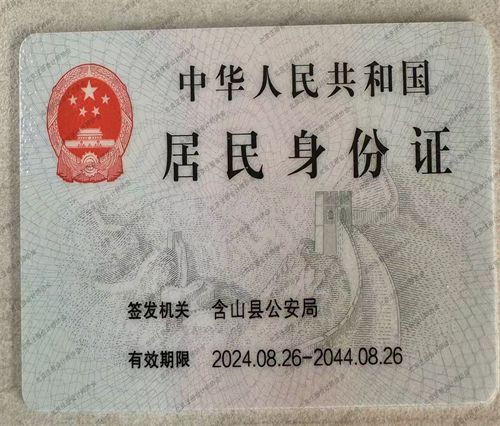 中华人民共和国
居民身份证
签发机关 含山县公安局
有效期限 2024.08.26-2044.08.26